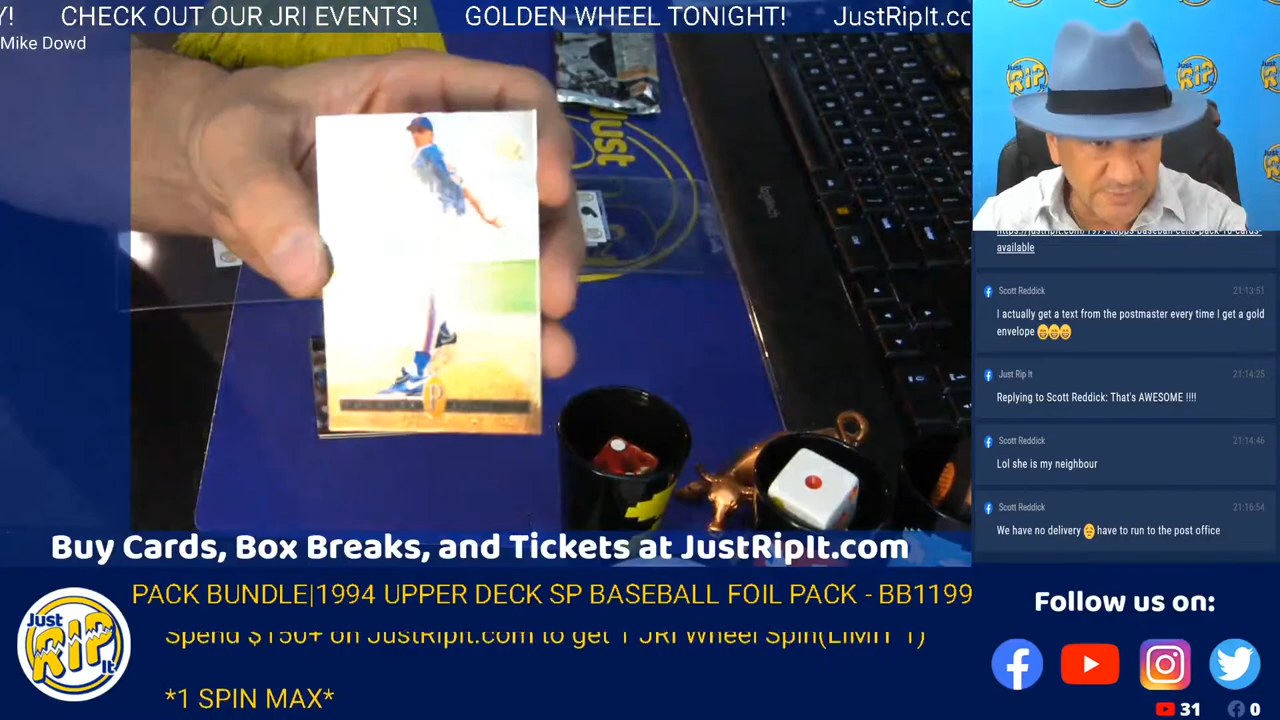 Y! CHECK OUT OUR JRI EVENTS! GOLDEN WHEEL TONIGHT! JustRipIt.co
Mike Dowd
Just
P
Just
RIP
It
available
Scott Reddick 21:13:51
I actually get a text from the postmaster every time I get a gold
envelope 😁😁😁
Just Rip It 21:14:25
Replying to Scott Reddick: That's AWESOME !!!!
Scott Reddick 21:14:46
Lol she is my neighbour
Scott Reddick 21:16:54
We have no delivery 😔 have to run to the post office
Buy Cards, Box Breaks, and Tickets at JustRipIt.com
PACK BUNDLE|1994 UPPER DECK SP BASEBALL FOIL PACK - BB1199
Spend $150+ on JustRipIt.com to get 1 JRI Wheel Spin(LIMIT 1)
*1 SPIN MAX*
Just
RIP
It
Follow us on:
31 0